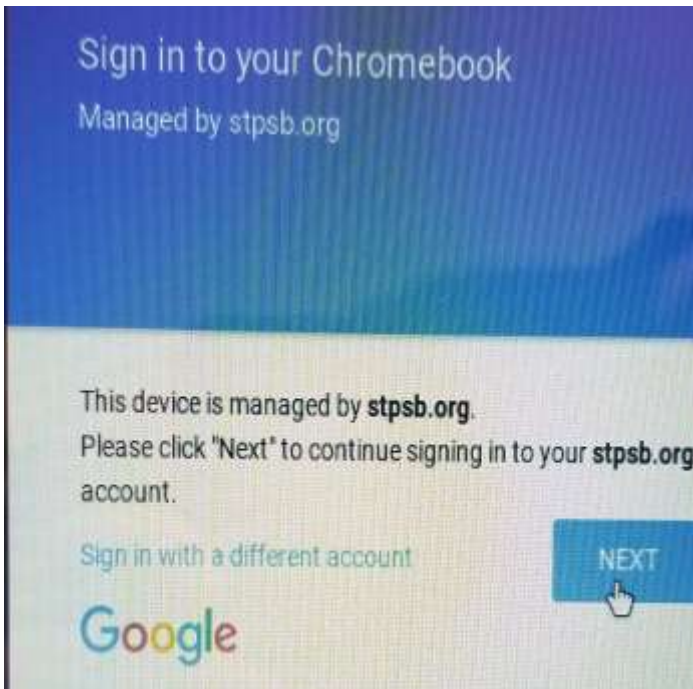 Sign in to your Chromebook
Managed by stpsb.org
This device is managed by stpsb.org.
Please click "Next" to continue signing in to your stpsb.org
account.
Sign in with a different account
NEXT
Google